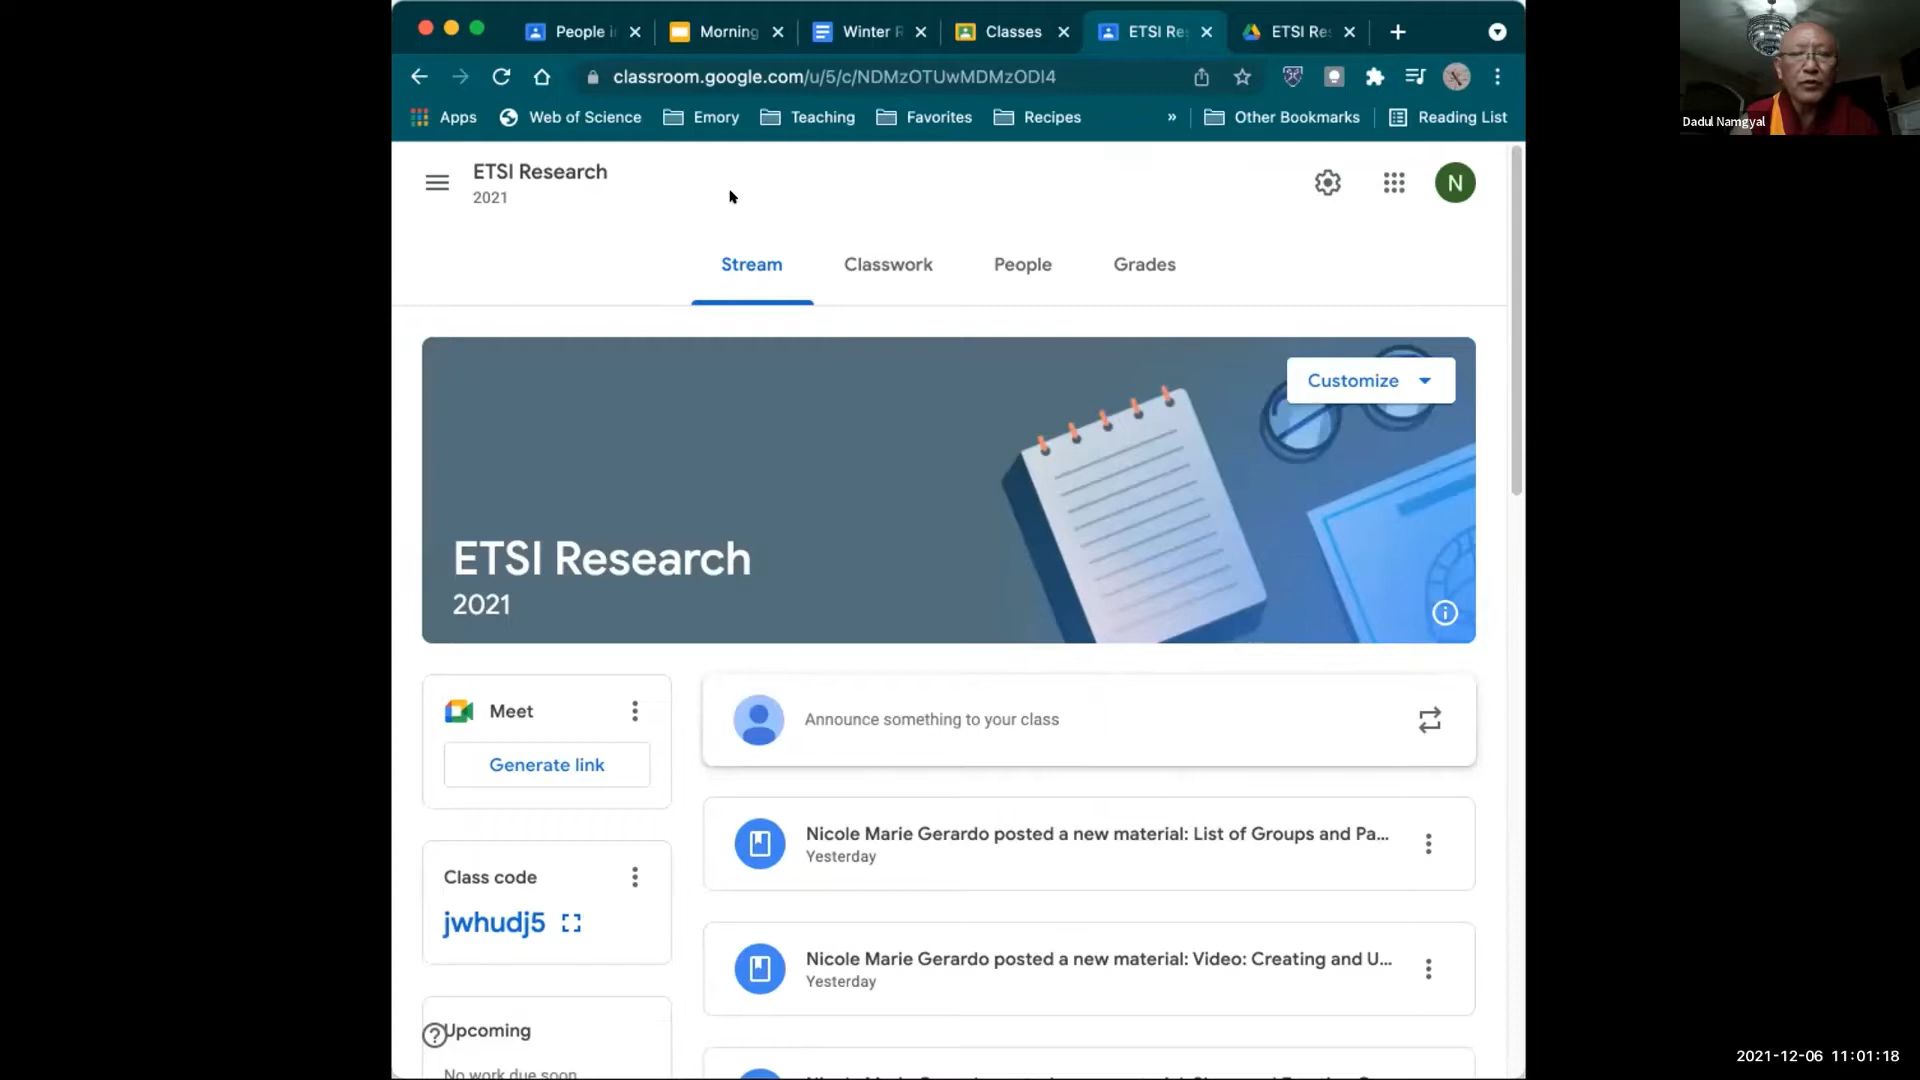 People i
Morning
Winter R
Classes
ETSI Re
ETSI Re
classroom.google.com/u/5/c/NDMzOTUwMDMzODI4
Apps
Web of Science
Emory
Teaching
Favorites
Recipes
»
Other Bookmarks
Reading List
Dadul Namgyal
ETSI Research
2021
N
Stream
Classwork
People
Grades
Customize
ETSI Research
2021
Meet
Generate link
Announce something to your class
Nicole Marie Gerardo posted a new material: List of Groups and Pa...
Yesterday
Class code
jwhudj5
Nicole Marie Gerardo posted a new material: Video: Creating and U...
Yesterday
Upcoming
No work due soon
2021-12-06 11:01:18